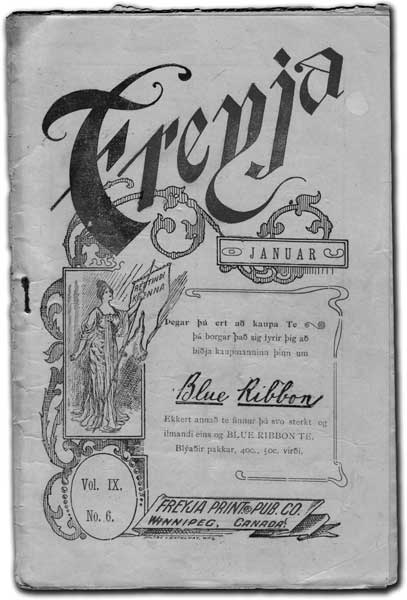 Freyja
JANUAR
RETTINDI
KVENNA
Þegar þú ert að kaupa Te
þá borgar það sig fyrir þig að
biðja kaupmanninn þinn um
Blue Ribbon
Ekkert annað te finnur þú svo sterkt og
ilmandi eins og BLUE RIBBON TE.
Blýaðir pakkar, 40c., 50c. virði.
Vol. IX.
No. 6.
FREYJA PRINT & PUB. CO.
WINNIPEG, CANADA.